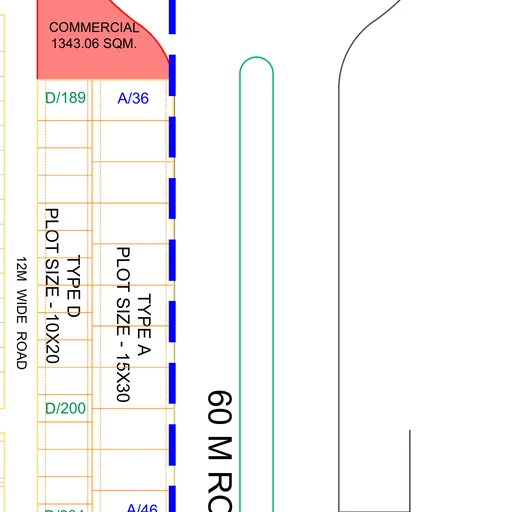 COMMERCIAL
1343.06 SQM.
D/189
A/36
TYPE D
PLOT SIZE - 10X20
TYPE A
PLOT SIZE - 15X30
12M WIDE ROAD
D/200
60 M
A/46